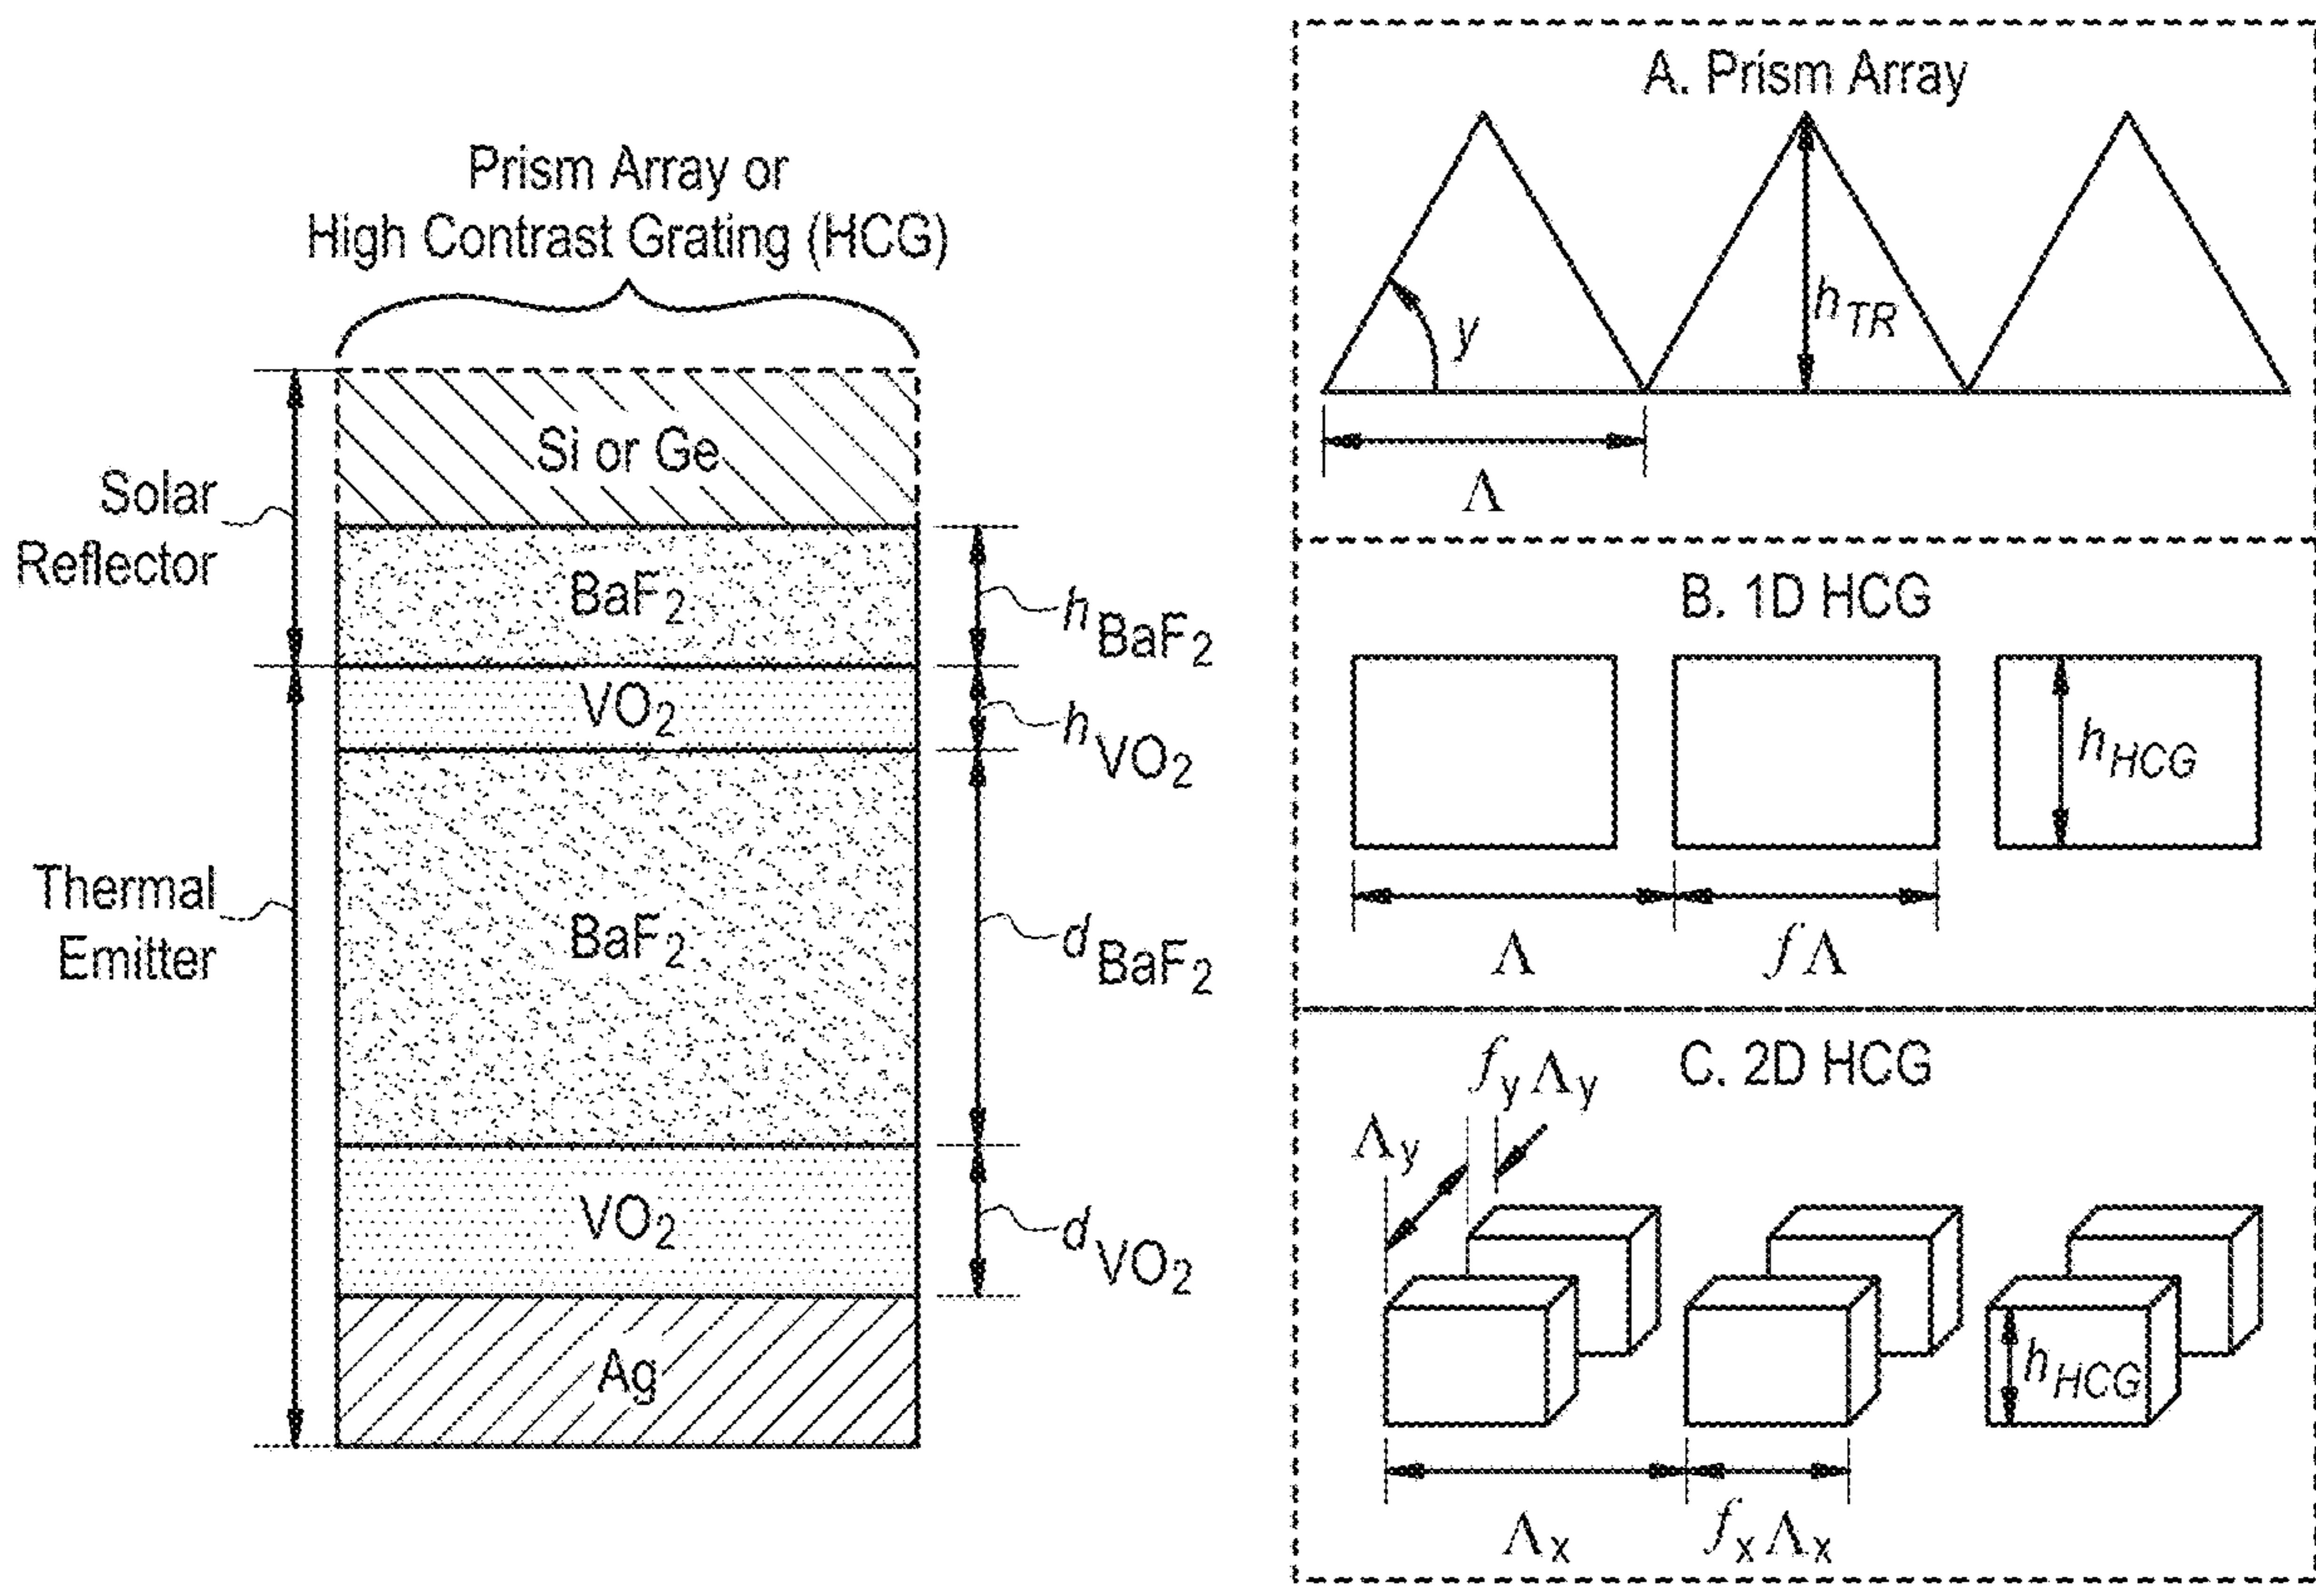 Prism Array or
High Contrast Grating (HCG)
Solar
Reflector
Thermal
Emitter
Si or Ge
BaF2
VO2
BaF2
VO2
Ag
hBaF2
hVO2
dBaF2
dVO2
A. Prism Array
y
hTR
Λ
B. 1D HCG
hHCG
Λ
fΛ
C. 2D HCG
fyΛy
Λy
hHCG
Λx
fxΛx